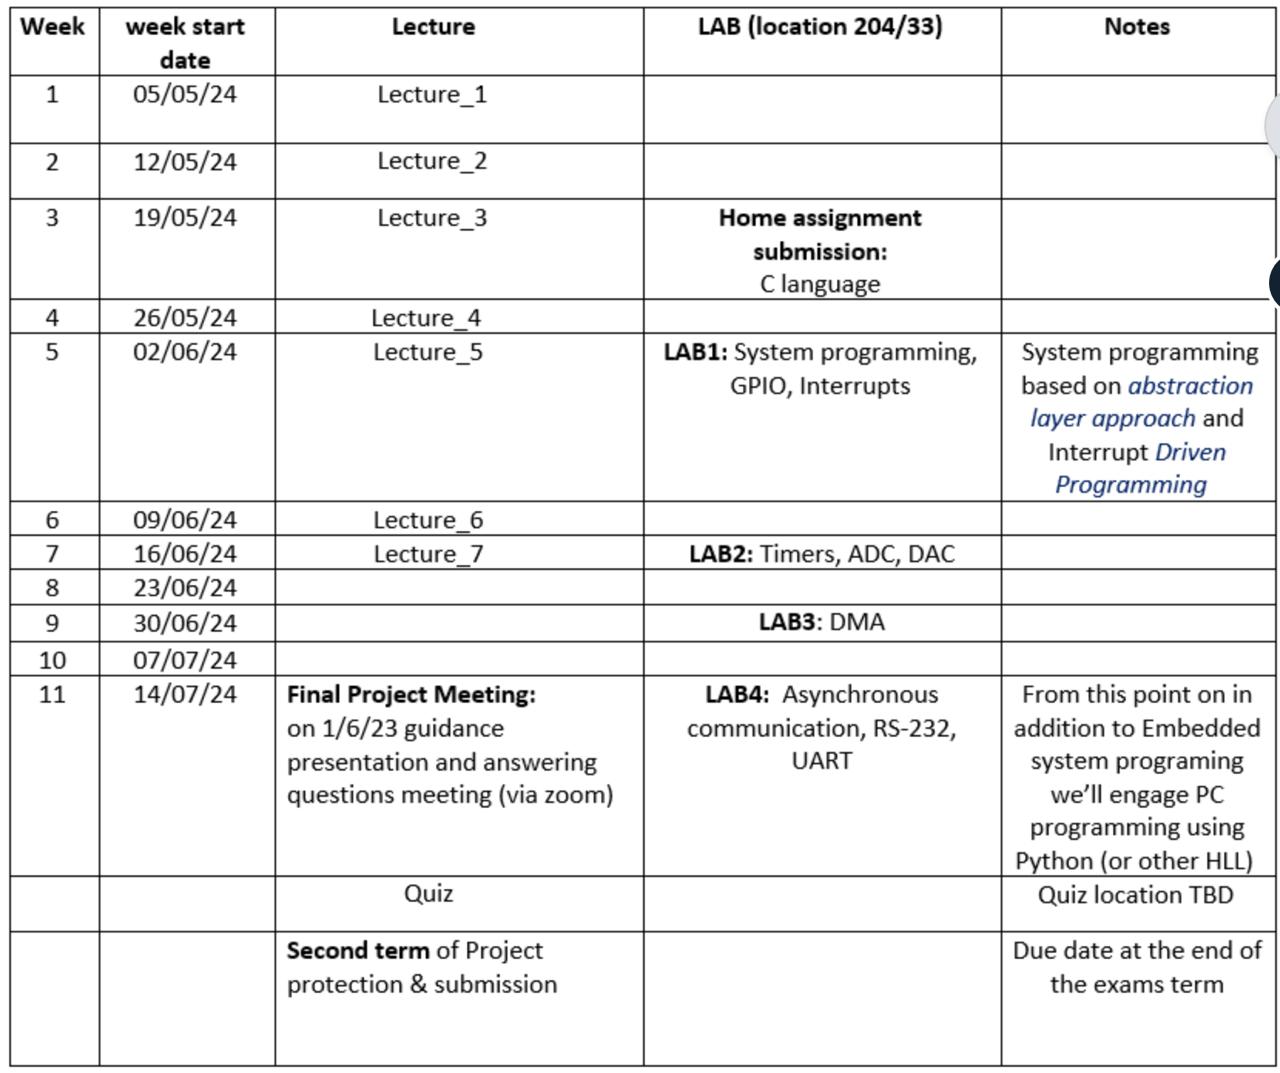 Week week start Lecture LAB (location 204/33) Notes
date
1 05/05/24 Lecture_1
2 12/05/24 Lecture_2
3 19/05/24 Lecture_3 Home assignment
submission:
C language
4 26/05/24 Lecture_4
5 02/06/24 Lecture_5 LAB1: System programming, System programming
GPIO, Interrupts based on abstraction
layer approach and
Interrupt Driven
Programming
6 09/06/24 Lecture_6
7 16/06/24 Lecture_7 LAB2: Timers, ADC, DAC
8 23/06/24
9 30/06/24 LAB3: DMA
10 07/07/24
11 14/07/24 Final Project Meeting: LAB4: Asynchronous From this point on in
on 1/6/23 guidance communication, RS-232, addition to Embedded
presentation and answering UART system programing
questions meeting (via zoom) we'll engage PC
programming using
Python (or other HLL)
Quiz Quiz location TBD
Second term of Project Due date at the end of
protection & submission the exams term